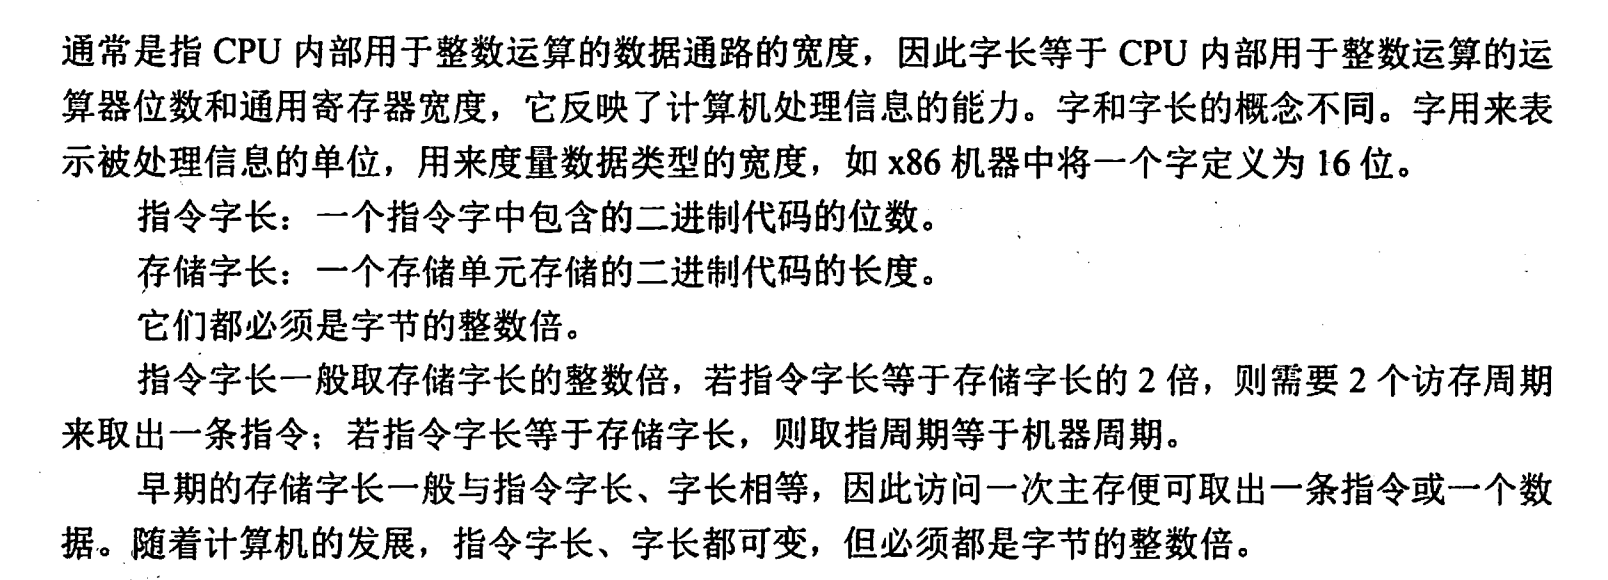 通常是指 CPU 内部用于整数运算的数据通路的宽度，因此字长等于 CPU 内部用于整数运算的运
算器位数和通用寄存器宽度，它反映了计算机处理信息的能力。字和字长的概念不同。字用来表
示被处理信息的单位，用来度量数据类型的宽度，如 x86 机器中将一个字定义为 16 位。
指令字长：一个指令字中包含的二进制代码的位数。
存储字长：一个存储单元存储的二进制代码的长度。
它们都必须是字节的整数倍。
指令字长一般取存储字长的整数倍，若指令字长等于存储字长的 2 倍，则需要 2 个访存周期
来取出一条指令；若指令字长等于存储字长，则取指周期等于机器周期。
早期的存储字长一般与指令字长、字长相等，因此访问一次主存便可取出一条指令或一个数
据。随着计算机的发展，指令字长、字长都可变，但必须都是字节的整数倍。